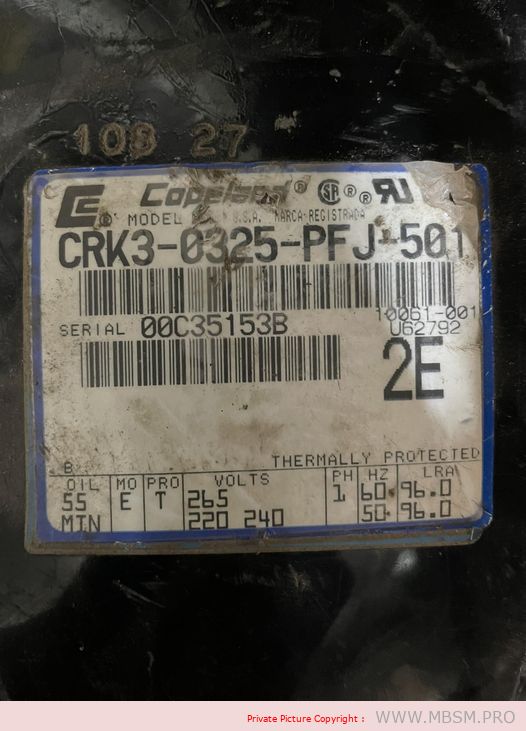 108 27
Copeland®
MODEL U.S.A. MARCA REGISTRADA
CRK3-0325-PFJ-501
10061-001
SERIAL 00C35153B U62792
2E
B THERMALLY PROTECTED
OIL MO PRO VOLTS PH HZ LRA
55 E T 265 1 60 96.0
MTN 220 240 50 96.0
Private Picture Copyright : WWW.MBSM.PRO